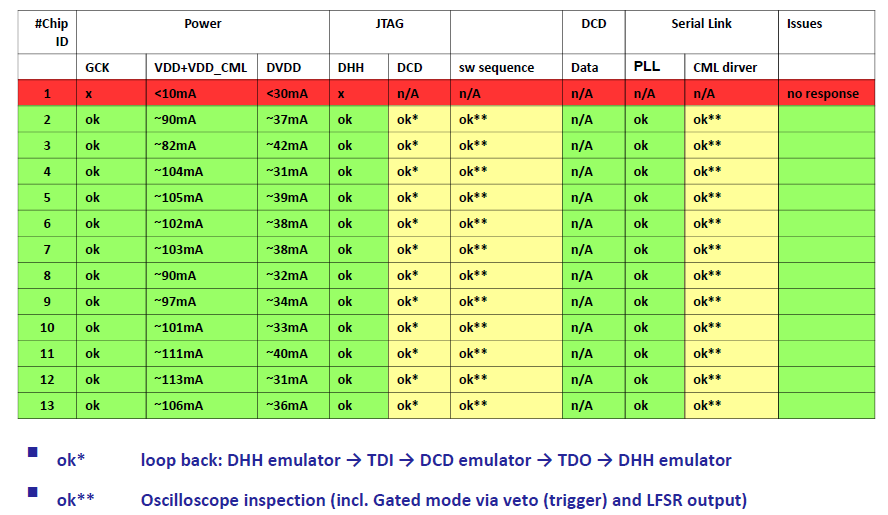 #Chip ID Power JTAG DCD Serial Link Issues
GCK VDD+VDD_CML DVDD DHH DCD sw sequence Data PLL CML dirver
1 x <10mA <30mA x n/A n/A n/A n/A n/A no response
2 ok ~90mA ~37mA ok ok* ok** n/A ok ok**
3 ok ~82mA ~42mA ok ok* ok** n/A ok ok**
4 ok ~104mA ~31mA ok ok* ok** n/A ok ok**
5 ok ~105mA ~39mA ok ok* ok** n/A ok ok**
6 ok ~102mA ~38mA ok ok* ok** n/A ok ok**
7 ok ~103mA ~38mA ok ok* ok** n/A ok ok**
8 ok ~90mA ~32mA ok ok* ok** n/A ok ok**
9 ok ~97mA ~34mA ok ok* ok** n/A ok ok**
10 ok ~101mA ~33mA ok ok* ok** n/A ok ok**
11 ok ~111mA ~40mA ok ok* ok** n/A ok ok**
12 ok ~113mA ~31mA ok ok* ok** n/A ok ok**
13 ok ~106mA ~36mA ok ok* ok** n/A ok ok**
ok* loop back: DHH emulator → TDI → DCD emulator → TDO → DHH emulator
ok** Oscilloscope inspection (incl. Gated mode via veto (trigger) and LFSR output)